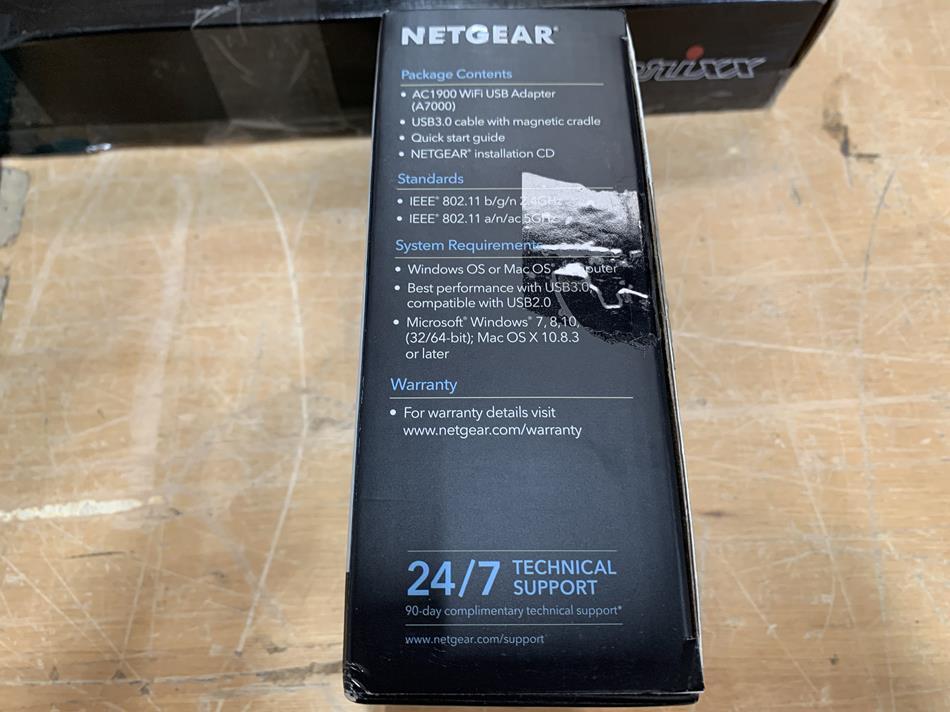 NETGEAR®
Package Contents
• AC1900 WiFi USB Adapter
(A7000)
• USB3.0 cable with magnetic cradle
• Quick start guide
• NETGEAR® installation CD
Standards
• IEEE® 802.11 b/g/n 2.4GHz
• IEEE® 802.11 a/n/ac 5GHz
System Requirements
• Windows OS or Mac OS®
• Best performance with USB3.0,
compatible with USB2.0
• Microsoft® Windows® 7, 8,10,
(32/64-bit); Mac OS X 10.8.3
or later
Warranty
• For warranty details visit
www.netgear.com/warranty
24/7 TECHNICAL
SUPPORT
90-day complimentary technical support*
www.netgear.com/support